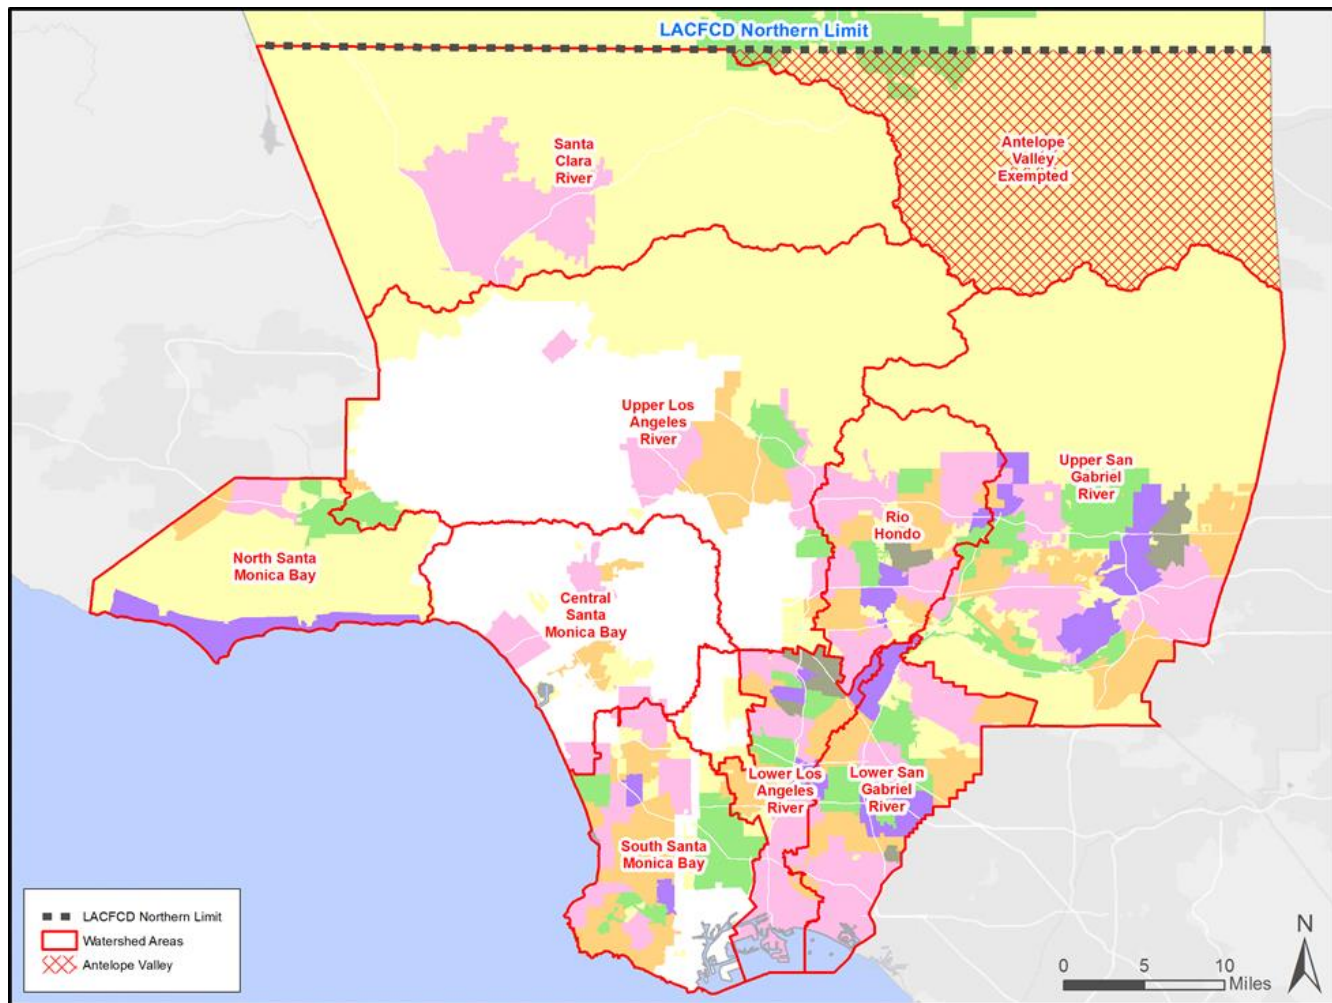 LACFCD Northern Limit
Santa
Clara
River
Antelope
Valley
Exempted
Upper Los
Angeles
River
Upper San
Gabriel
River
Rio
Hondo
North Santa
Monica Bay
Central
Santa
Monica Bay
Lower Los
Angeles
River
Lower San
Gabriel
River
South Santa
Monica Bay
LACFCD Northern Limit
Watershed Areas
Antelope Valley
N
0 5 10
Miles